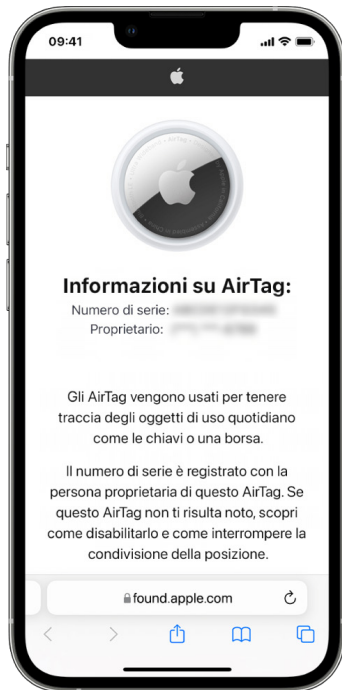 09:41
Informazioni su AirTag:
Numero di serie:
Proprietario:
Gli AirTag vengono usati per tenere
traccia degli oggetti di uso quotidiano
come le chiavi o una borsa.
Il numero di serie è registrato con la
persona proprietaria di questo AirTag. Se
questo AirTag non ti risulta noto, scopri
come disabilitarlo e come interrompere la
condivisione della posizione.
found.apple.com